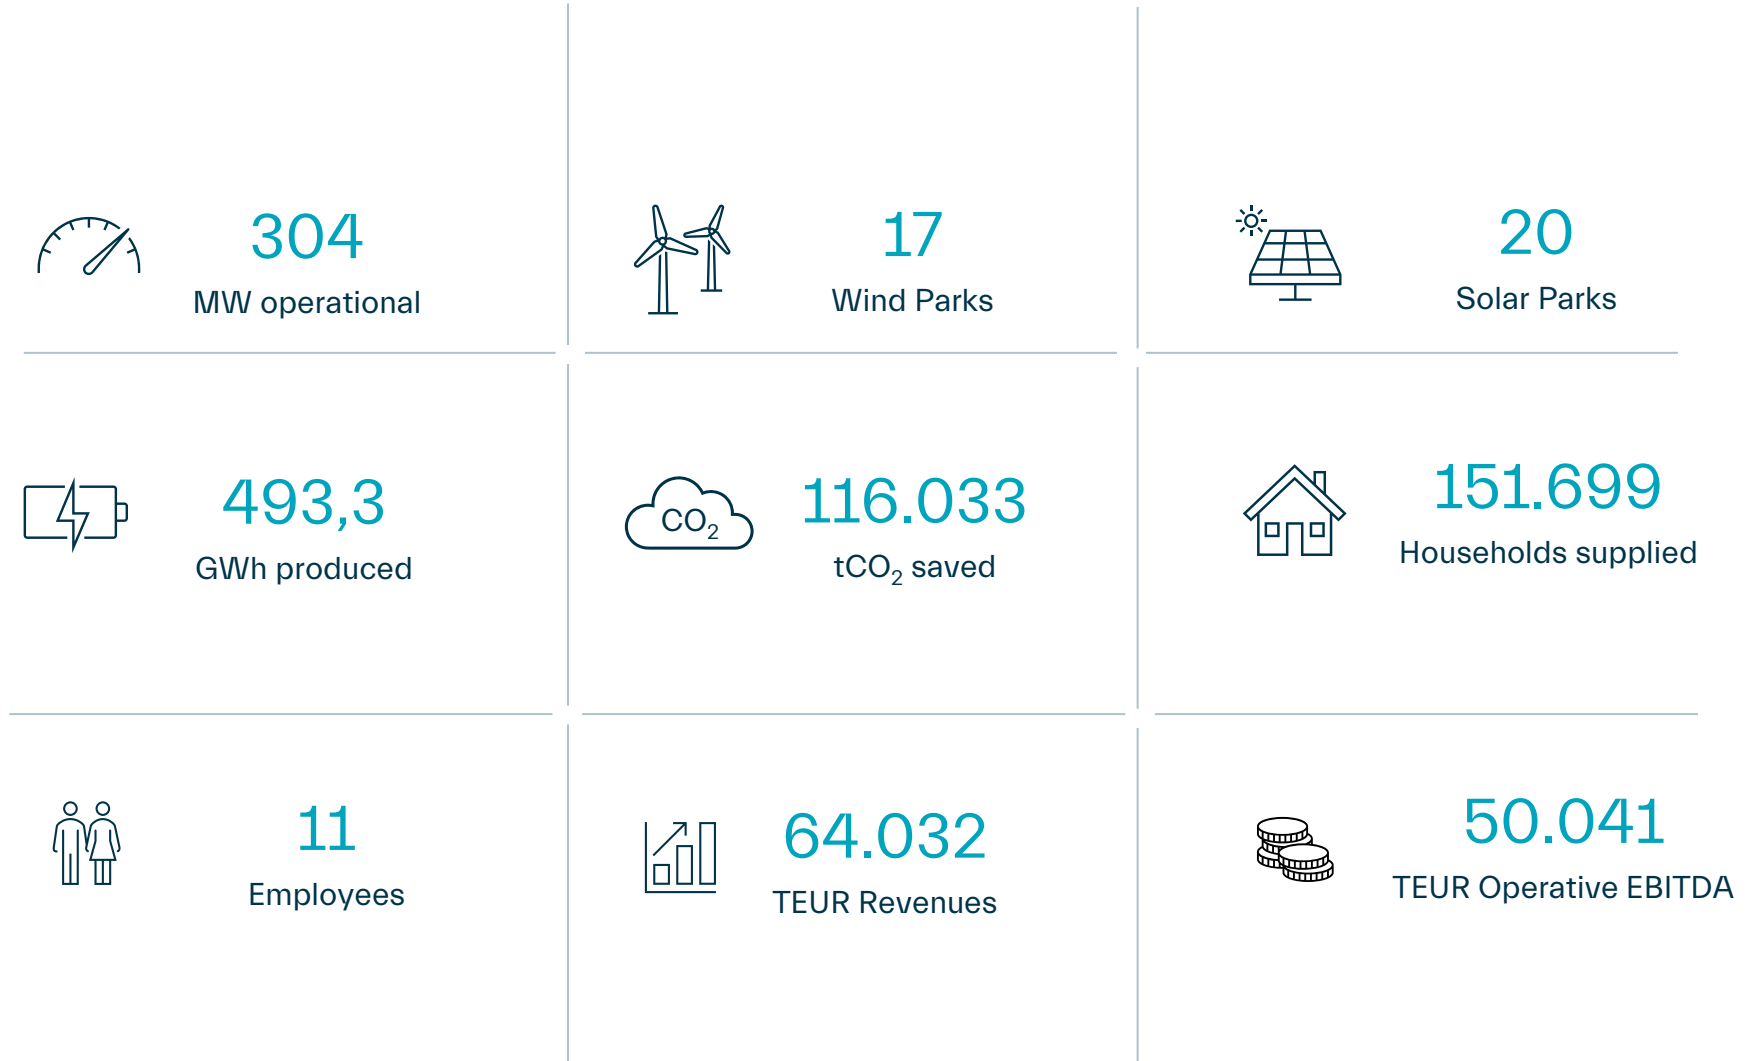 304
MW operational
17
Wind Parks
20
Solar Parks
493,3
GWh produced
CO₂
116.033
tCO₂ saved
151.699
Households supplied
11
Employees
64.032
TEUR Revenues
50.041
TEUR Operative EBITDA